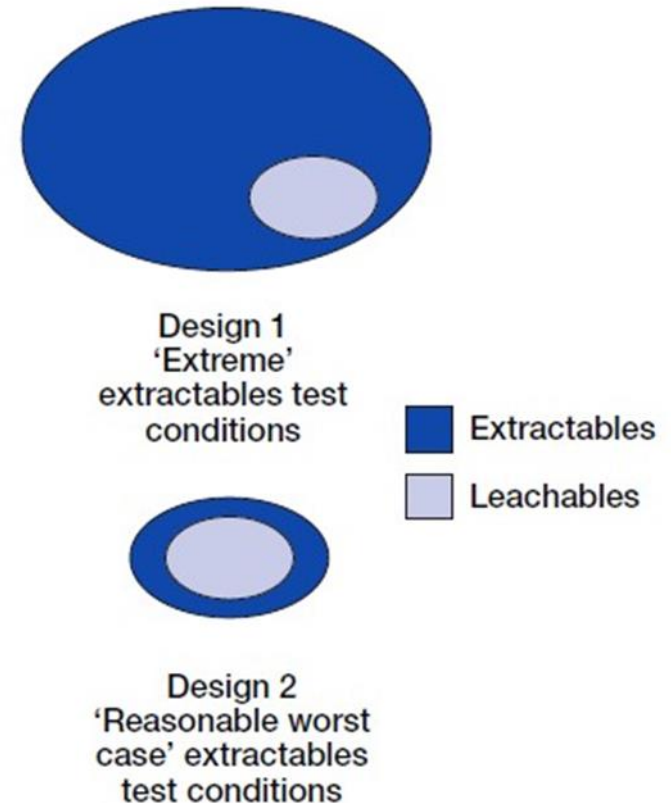 Design 1
‘Extreme’
extractables test
conditions
Extractables
Leachables
Design 2
‘Reasonable worst
case’ extractables
test conditions